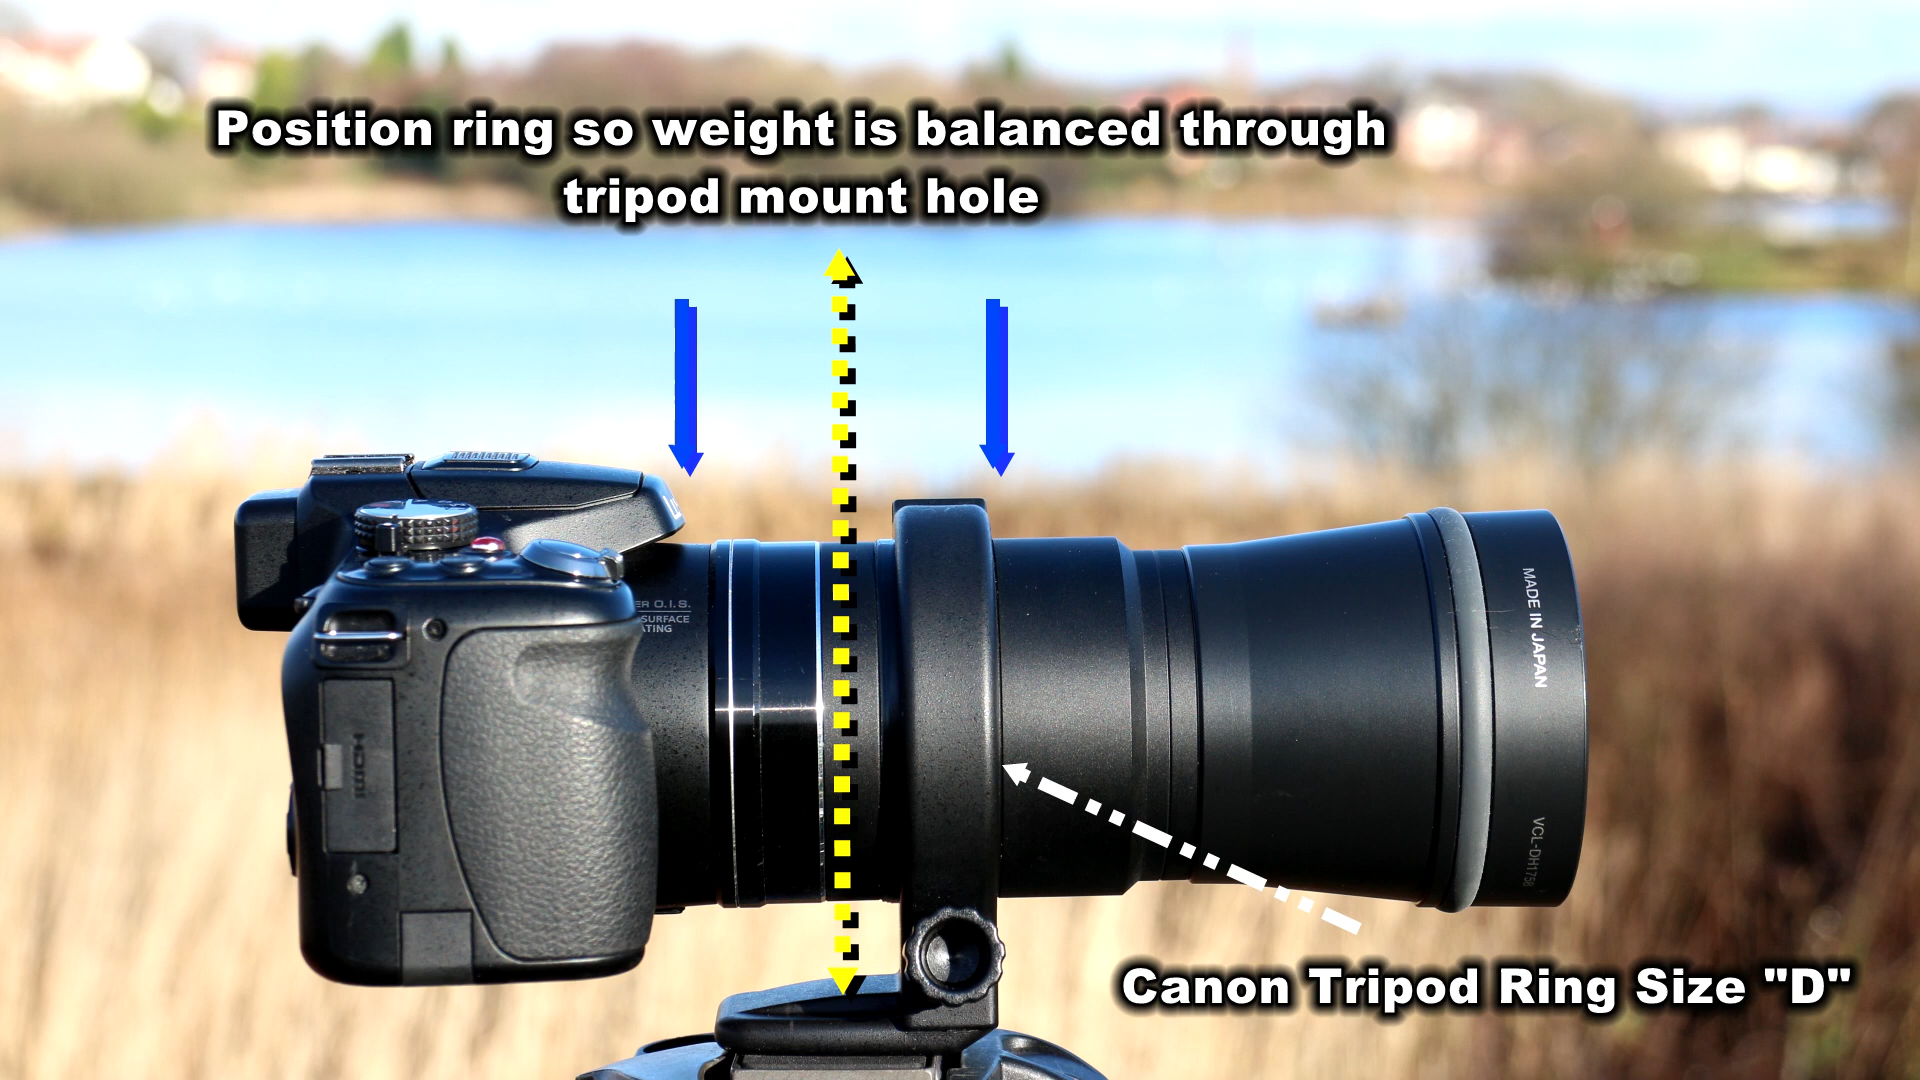 Position ring so weight is balanced through
tripod mount hole
ER O.I.S.
SURFACE
ATING
HDMI
MADE IN JAPAN
VCL-DH1758
Canon Tripod Ring Size "D"